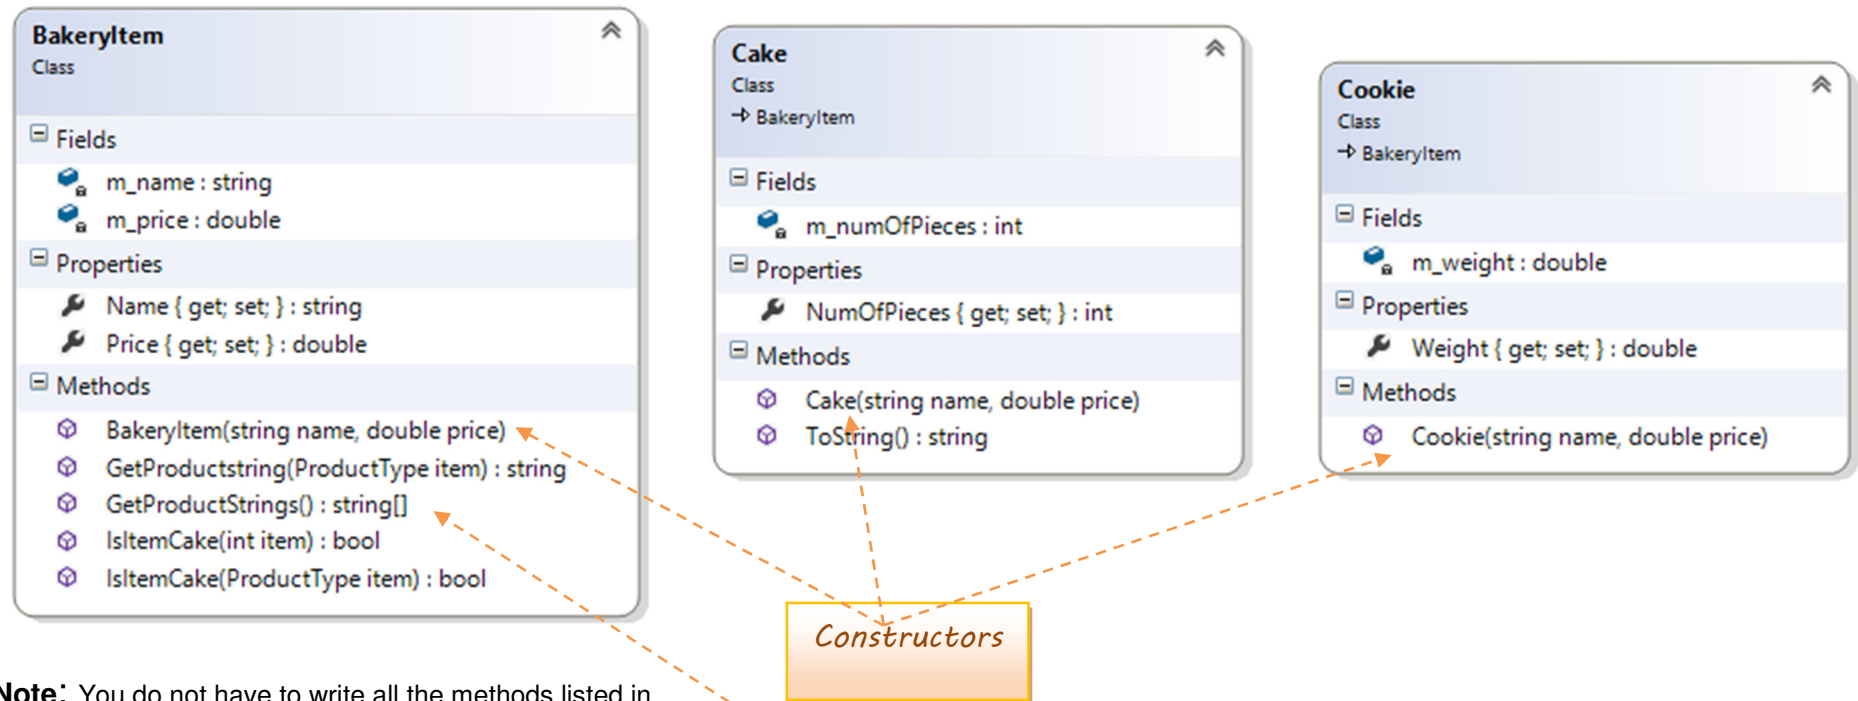 BakeryItem
Class
Fields
m_name : string
m_price : double
Properties
Name { get; set; } : string
Price { get; set; } : double
Methods
BakeryItem(string name, double price)
GetProductstring(ProductType item) : string
GetProductStrings() : string[]
IsItemCake(int item) : bool
IsItemCake(ProductType item) : bool
Cake
Class
BakeryItem
Fields
m_numOfPieces : int
Properties
NumOfPieces { get; set; } : int
Methods
Cake(string name, double price)
ToString() : string
Cookie
Class
BakeryItem
Fields
m_weight : double
Properties
Weight { get; set; } : double
Methods
Cookie(string name, double price)
Constructors
Note: You do not have to write all the methods listed in